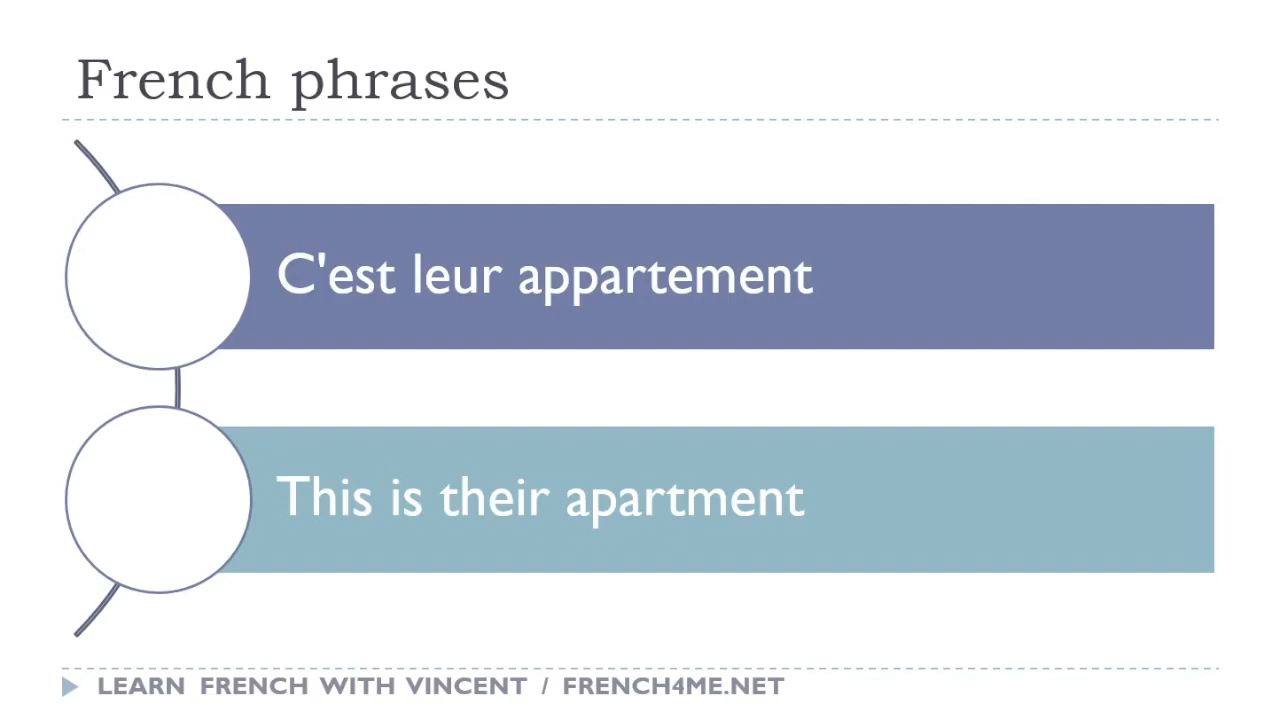 French phrases
C'est leur appartement
This is their apartment
LEARN FRENCH WITH VINCENT / FRENCH4ME.NET